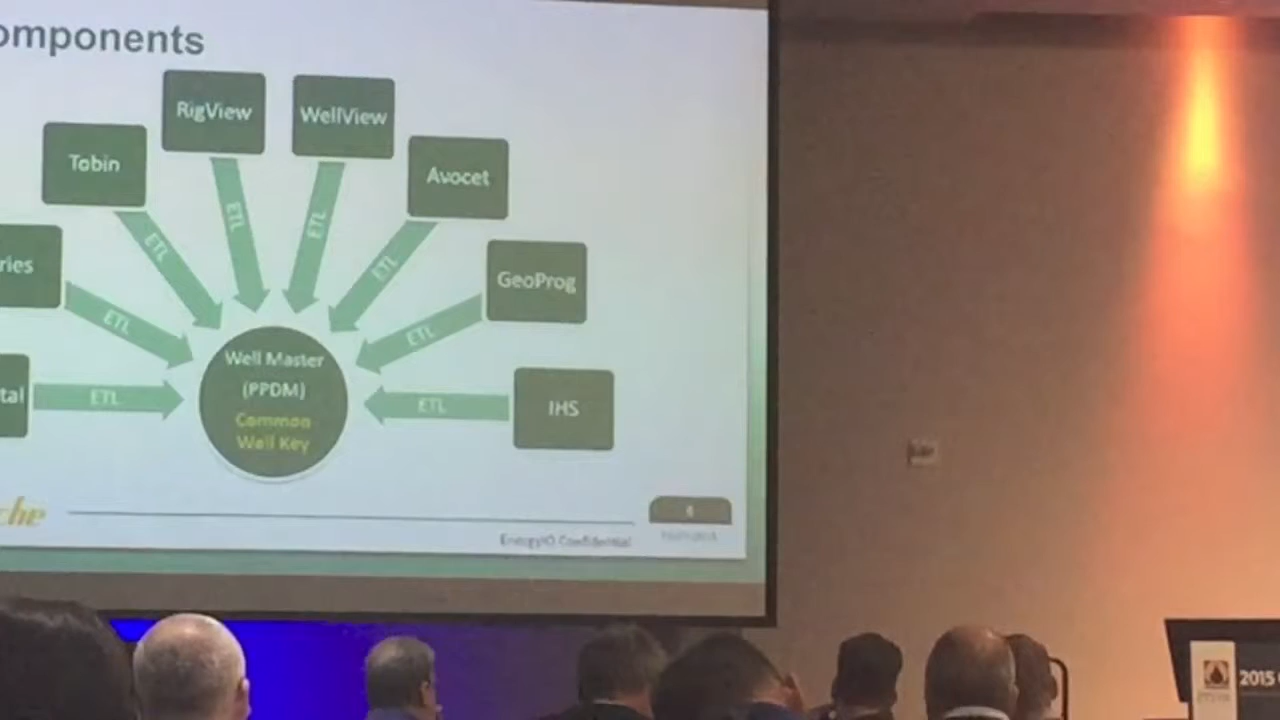 omponents
RigView
WellView
Tobin
Avocet
ries
GeoProg
tal
IHS
ETL
ETL
ETL
ETL
ETL
ETL
ETL
ETL
Well Master
(PPDM)
Common
Well Key
che
EnergyIQ Confidential
2015